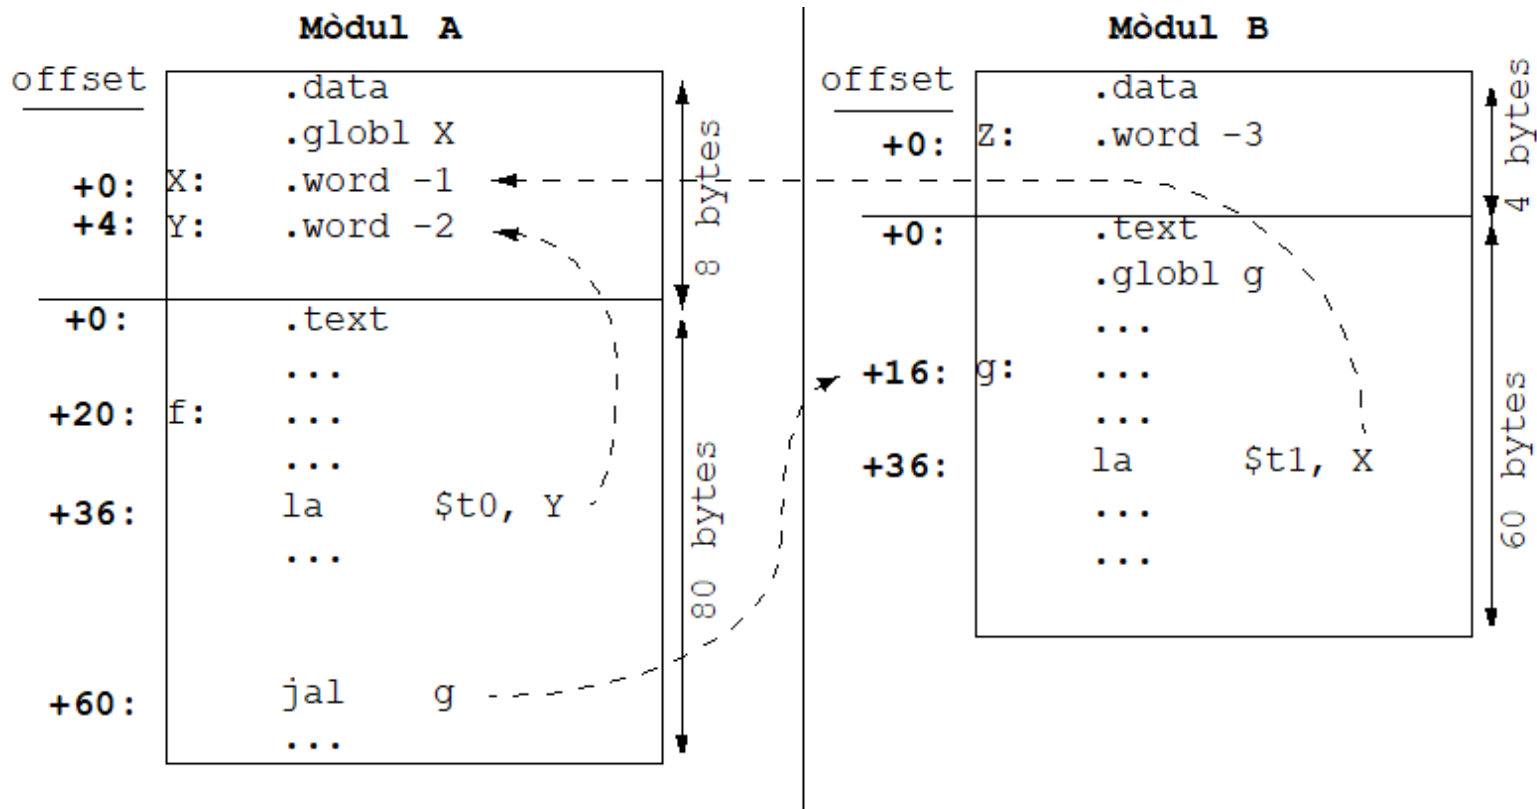 Mòdul A
offset
.data
.globl X
+0: X: .word -1
+4: Y: .word -2
8 bytes
+0: .text
...
+20: f: ...
...
+36: la $t0, Y
...
+60: jal g
...
80 bytes
Mòdul B
offset
.data
+0: Z: .word -3
4 bytes
+0: .text
.globl g
...
+16: g: ...
...
+36: la $t1, X
...
...
60 bytes